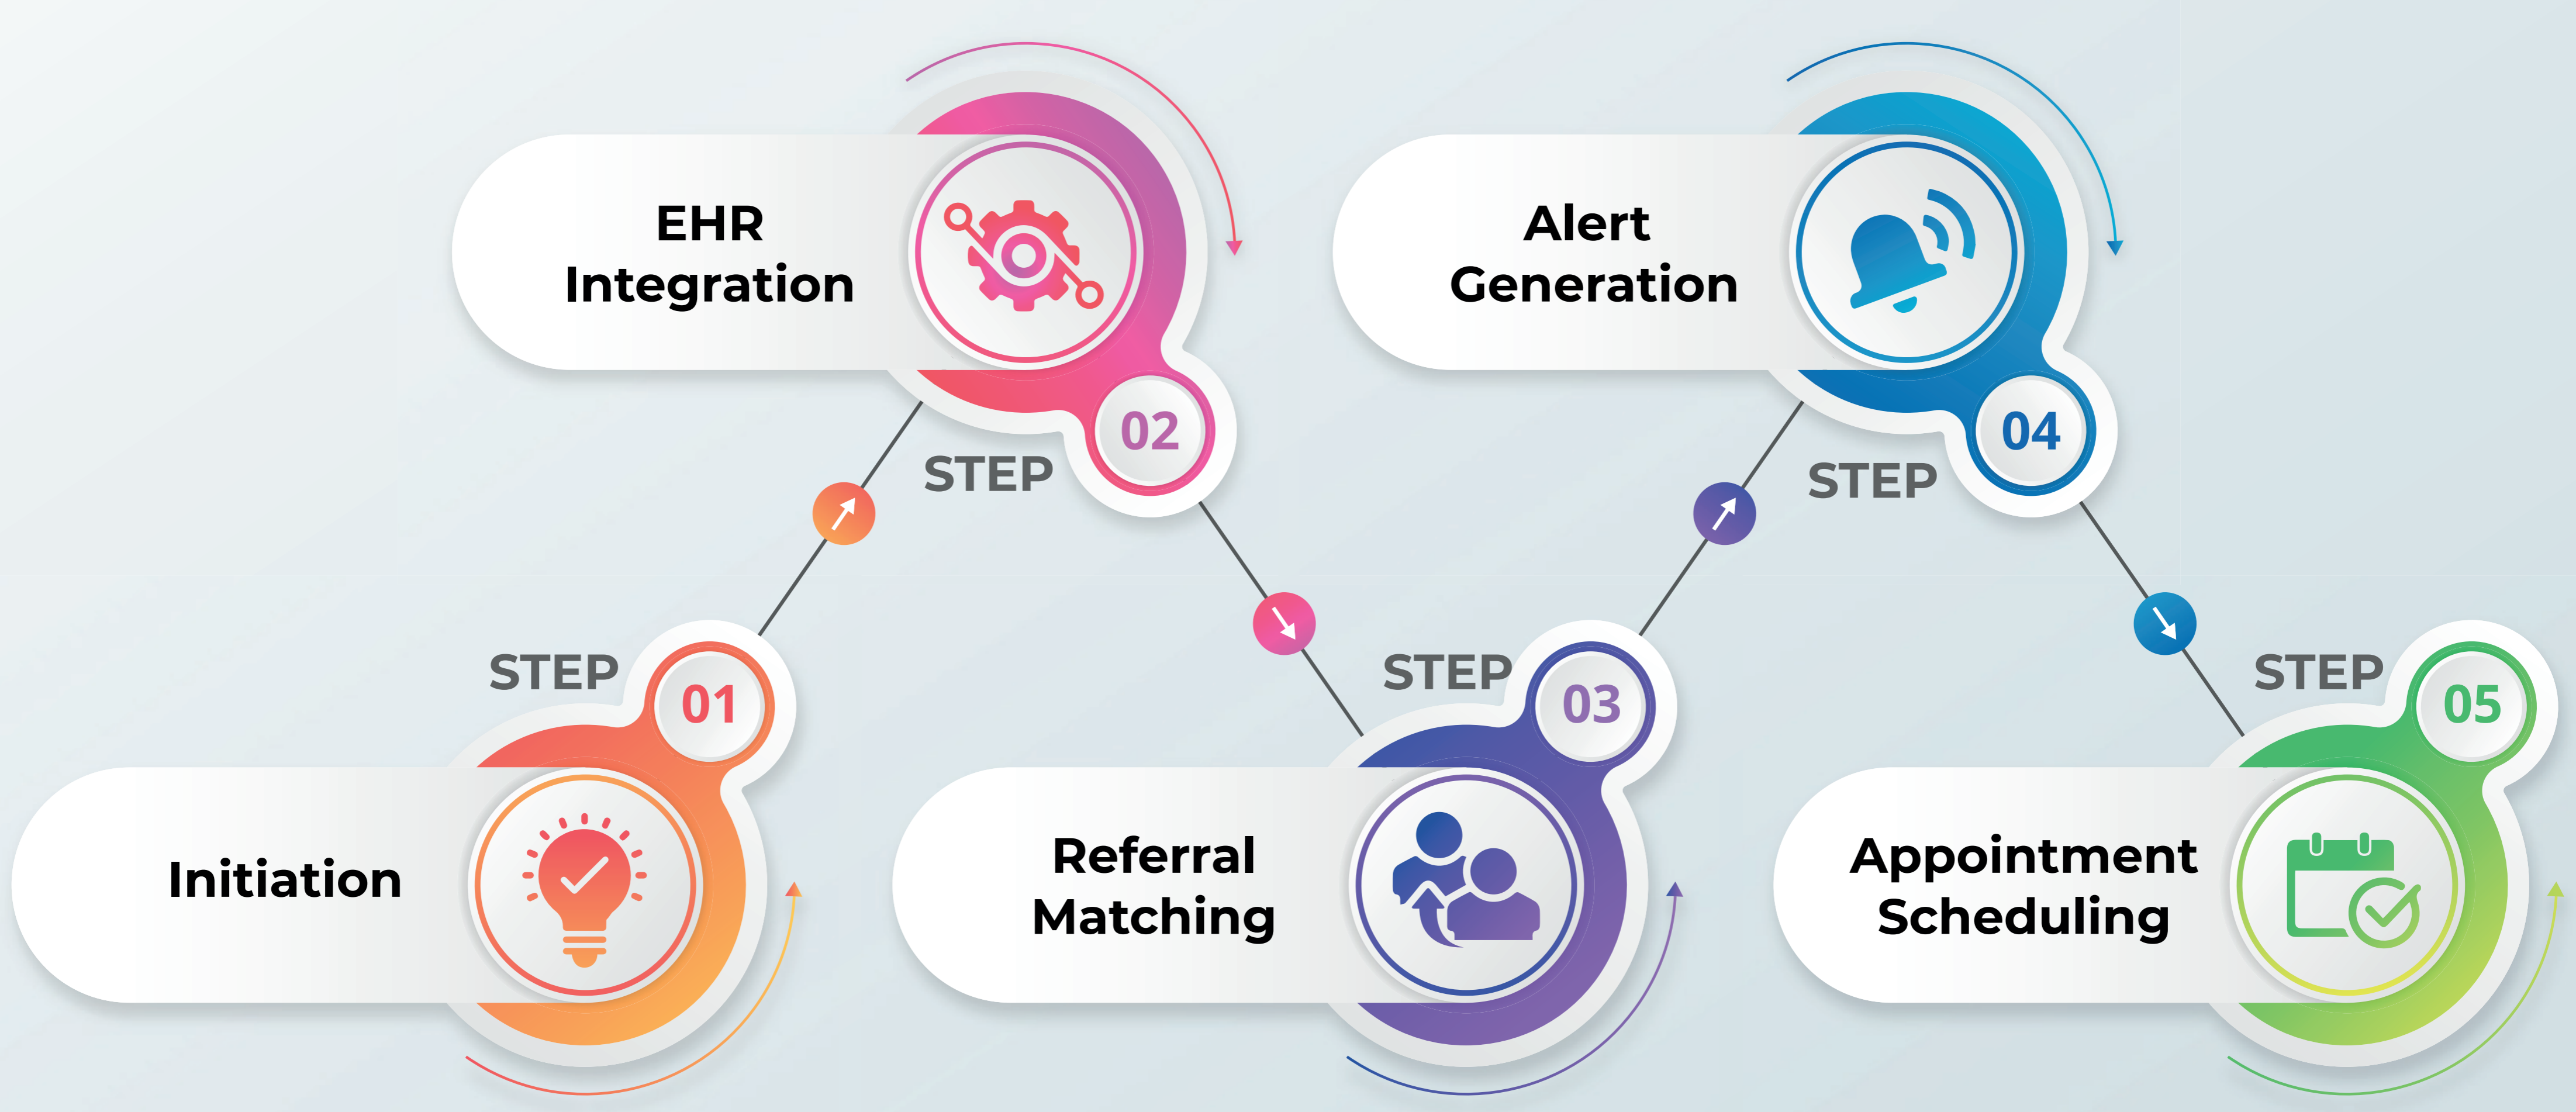 STEP
01
Initiation
EHR
Integration
STEP
02
STEP
03
Referral
Matching
Alert
Generation
STEP
04
STEP
05
Appointment
Scheduling